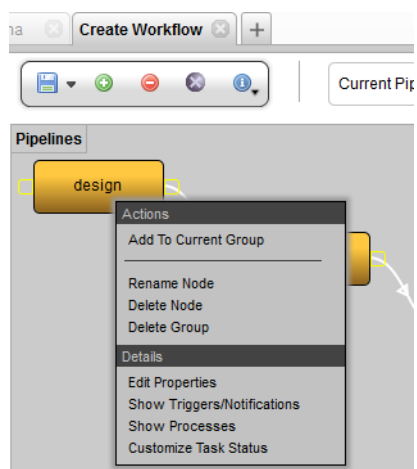 na
Create Workflow
Current Pip
Pipelines
design
Actions
Add To Current Group
Rename Node
Delete Node
Delete Group
Details
Edit Properties
Show Triggers/Notifications
Show Processes
Customize Task Status